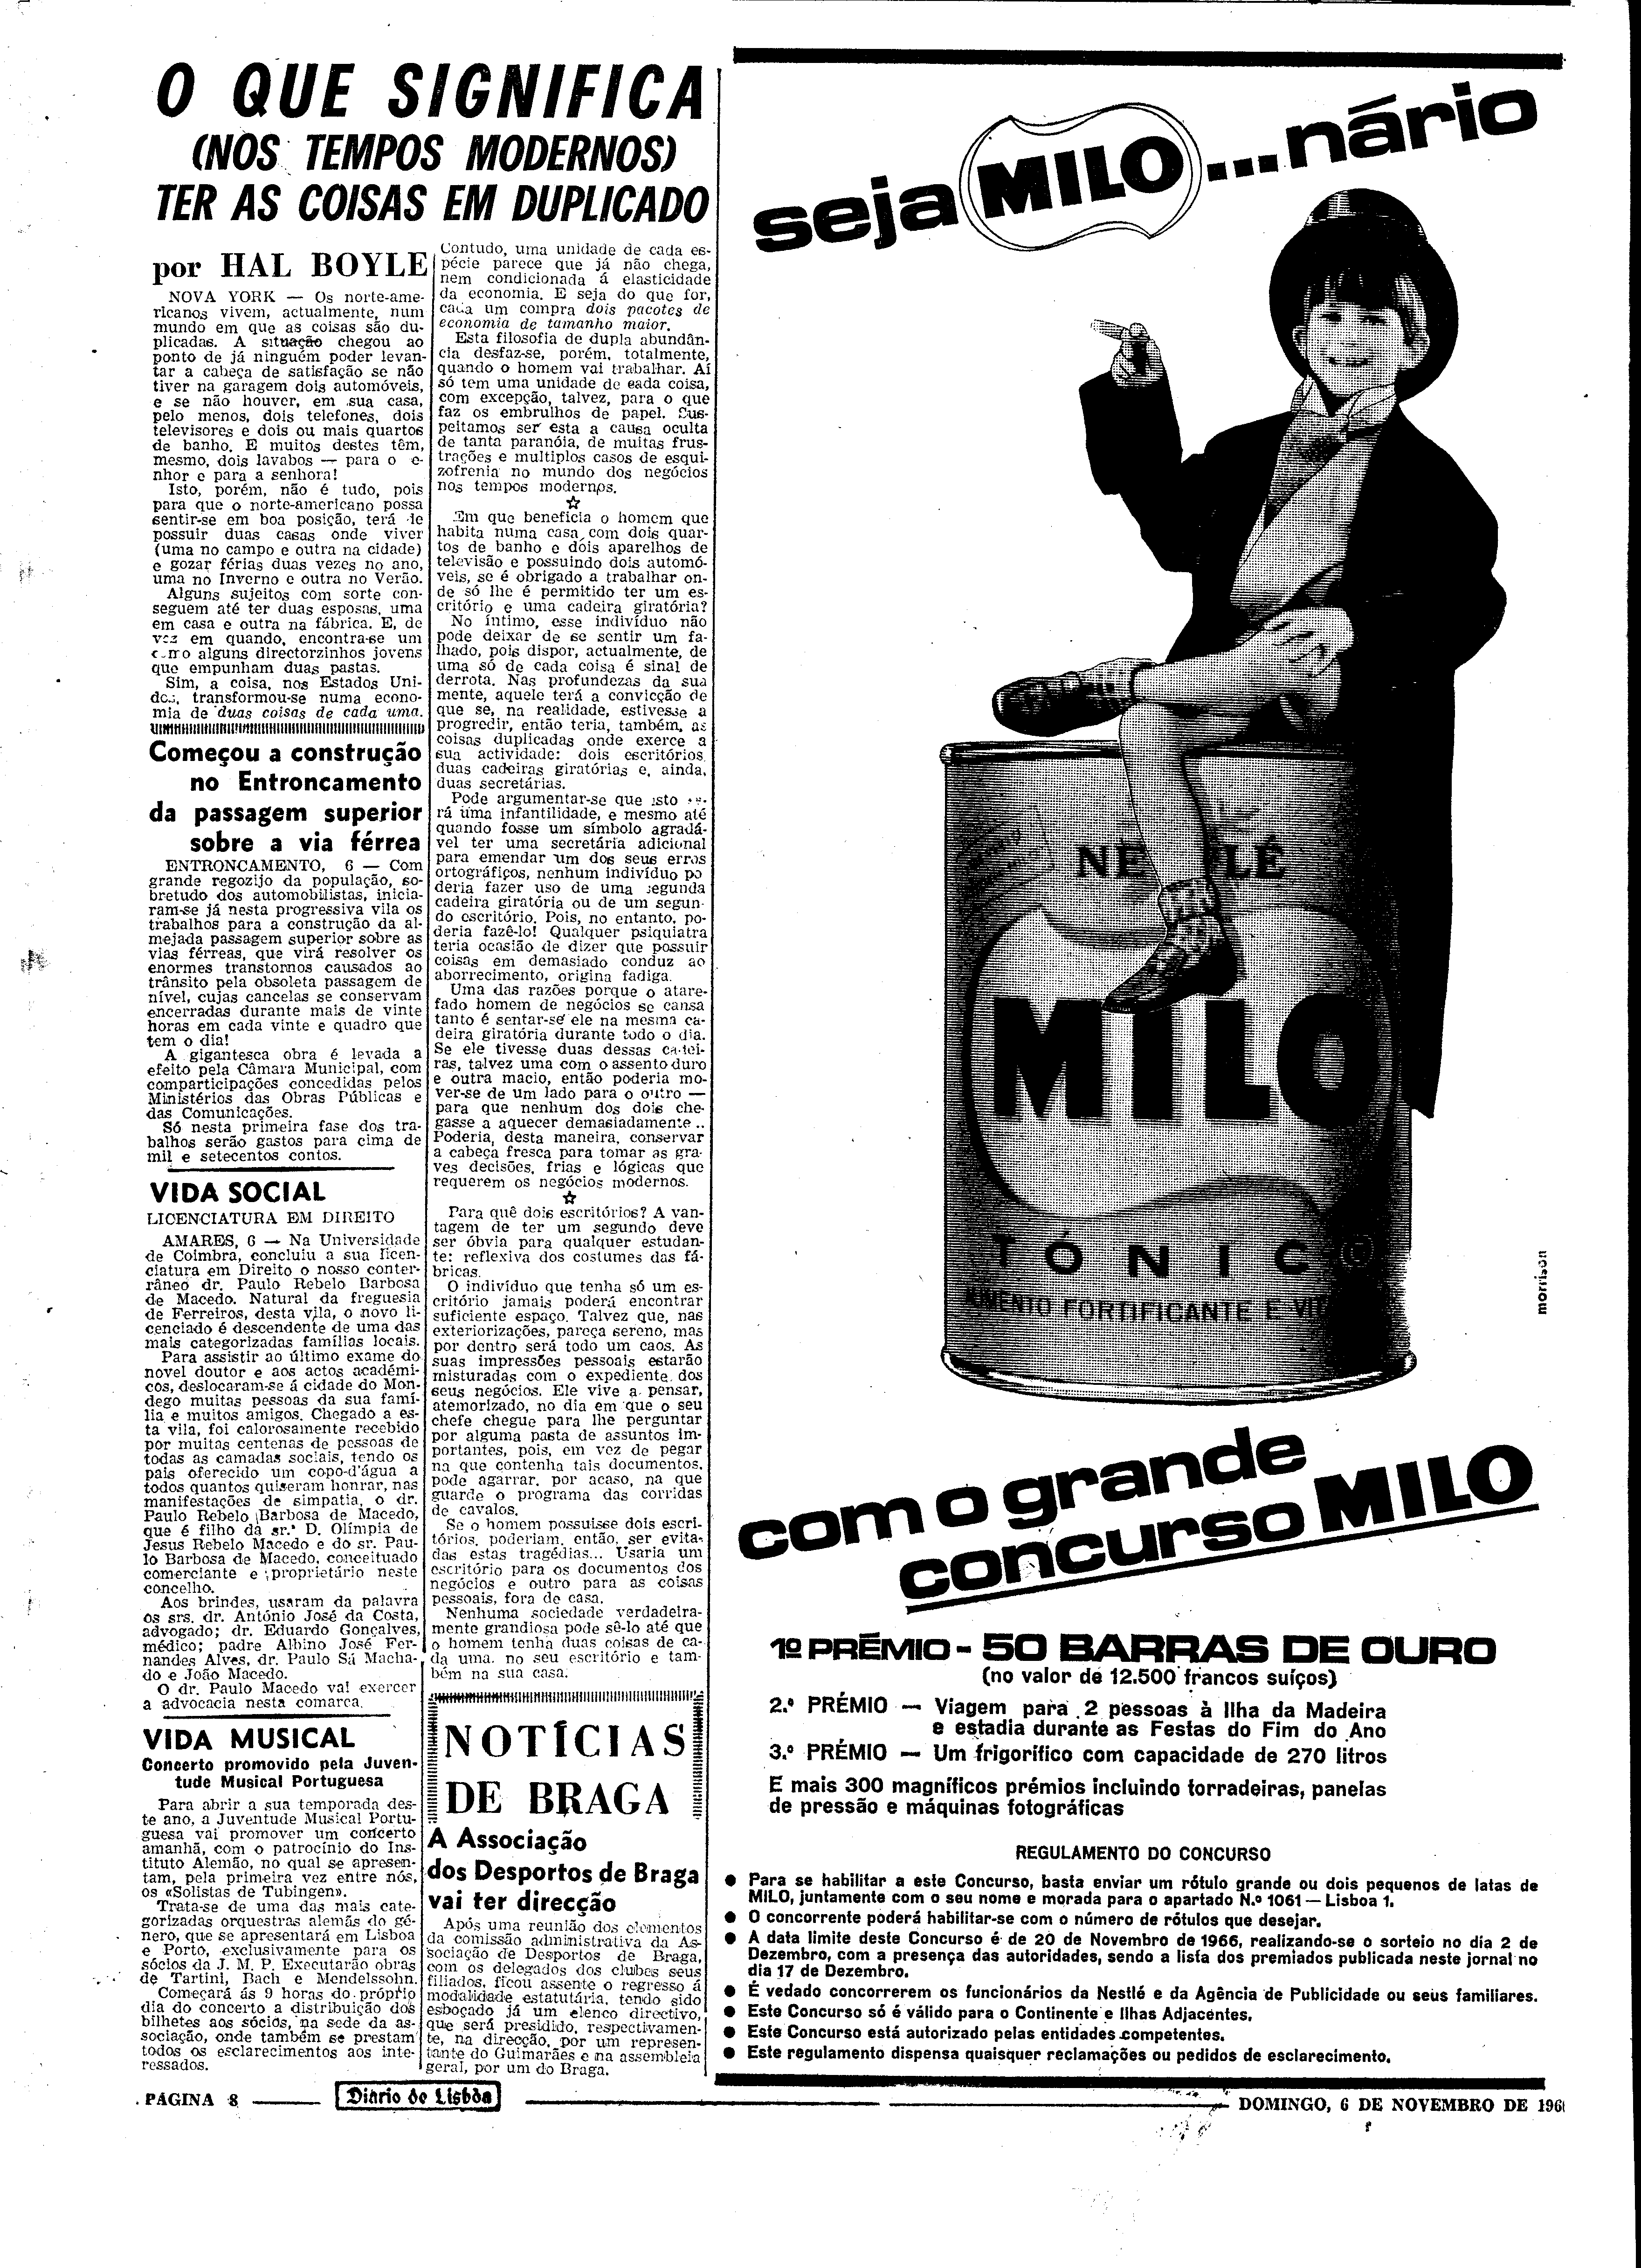 O QUE SIGNIFICA
(NOS TEMPOS MODERNOS)
TER AS COISAS EM DUPLICADO
por HAL BOYLE
NOVA YORK — Os norte-ame-
ricanos vivem, actualmente, num
mundo em que as coisas são du-
plicadas. A situação chegou ao
ponto de já ninguém poder levan-
tar a cabeça de satisfação se não
tiver na garagem dois automóveis,
e se não houver, em sua casa,
pelo menos, dois telefones, dois
televisores e dois ou mais quartos
de banho. E muitos destes têm,
mesmo, dois lavabos — para o
nhor e para a senhora!
Isto, porém, não é tudo, pois
para que o norte-americano possa
sentir-se em boa posição, terá de
possuir duas casas onde viver
(uma no campo e outra na cidade)
e gozar férias duas vezes no ano,
uma no Inverno e outra no Verão.
Alguns sujeitos com sorte con-
seguem até ter duas esposas, uma
em casa e outra na fábrica. E, de
vez em quando, encontra-se um
alguns directorzinhos jovens
que empunham duas pastas.
Sim, a coisa, nos Estados Uni-
dos, transformou-se numa econo-
mia de duas coisas de cada uma.
Contudo, uma unidade de cada es-
pécie parece que já não chega,
nem condicionada á elasticidade
da economia. E seja do que for,
cada um compra dois pacotes de
economia de tamanho maior.
Esta filosofia de dupla abundân-
cia desfaz-se, porém, totalmente,
quando o homem vai trabalhar. Aí
só tem uma unidade de cada coisa,
com excepção, talvez, para o que
faz os embrulhos de papel. Sus-
peitamos ser esta a causa oculta
de tanta paranóia, de muitas frus-
trações e multiplos casos de esqui-
zofrenia no mundo dos negócios
nos tempos modernos.
☆
Em que beneficia o homem que
habita numa casa com dois quar-
tos de banho e dois aparelhos de
televisão e possuindo dois automó-
veis, se é obrigado a trabalhar on-
de só lhe é permitido ter um es-
critório e uma cadeira giratória?
No íntimo, esse indivíduo não
pode deixar de se sentir um fa-
lhado, pois dispor, actualmente, de
uma só de cada coisa é sinal de
derrota. Nas profundezas da sua
mente, aquele terá a convicção de
que se, na realidade, estivesse a
progredir, então teria, também, as
coisas duplicadas onde exerce a
sua actividade: dois escritórios
duas cadeiras giratórias e, ainda,
duas secretárias.
Pode argumentar-se que isto se-
rá uma infantilidade, e mesmo até
quando fosse um símbolo agradá-
vel ter uma secretária adicional
para emendar um dos seus erros
ortográficos, nenhum indivíduo po
deria fazer uso de uma segunda
cadeira giratória ou de um segun-
do escritório. Pois, no entanto, po-
deria fazê-lo! Qualquer psiquiatra
teria ocasião de dizer que possuir
coisas em demasiado conduz ao
aborrecimento, origina fadiga.
Uma das razões porque o atare-
fado homem de negócios se cansa
tanto é sentar-se ele na mesma ca-
deira giratória durante todo o dia.
Se ele tivesse duas dessas cadei-
ras, talvez uma com o assento duro
e outra macio, então poderia mo-
ver-se de um lado para o outro —
para que nenhum dos dois che-
gasse a aquecer demasiadamente..
Poderia, desta maneira, conservar
a cabeça fresca para tomar as gra-
ves decisões, frias e lógicas que
requerem os negócios modernos.
☆
Para quê dois escritórios? A van-
tagem de ter um segundo deve
ser óbvia para qualquer estudan-
te: reflexiva dos costumes das fá-
bricas.
O indivíduo que tenha só um es-
critório jamais poderá encontrar
suficiente espaço. Talvez que, nas
exteriorizações, pareça sereno, mas
por dentro será todo um caos. As
suas impressões pessoais estarão
misturadas com o expediente dos
seus negócios. Ele vive a pensar,
atemorizado, no dia em que o seu
chefe chegue para lhe perguntar
por alguma pasta de assuntos im-
portantes, pois, em vez de pegar
na que contenha tais documentos,
pode agarrar, por acaso, na que
guarde o programa das corridas
de cavalos.
Se o homem possuisse dois escri-
tórios, poderiam, então, ser evita-
das estas tragédias... Usaria um
escritório para os documentos dos
negócios e outro para as coisas
pessoais, fora de casa.
Nenhuma sociedade verdadeira-
mente grandiosa pode sê-lo até que
o homem tenha duas coisas de ca-
da uma, no seu escritório e tam-
bém na sua casa.
Começou a construção
no Entroncamento
da passagem superior
sobre a via férrea
ENTRONCAMENTO, 6 — Com
grande regozijo da população, so-
bretudo dos automobilistas, inicia-
ram-se já nesta progressiva vila os
trabalhos para a construção da al-
mejada passagem superior sobre as
vias férreas, que virá resolver os
enormes transtornos causados ao
trânsito pela obsoleta passagem de
nível, cujas cancelas se conservam
encerradas durante mais de vinte
horas em cada vinte e quadro que
tem o dia!
A gigantesca obra é levada a
efeito pela Câmara Municipal, com
comparticipações concedidas pelos
Ministérios das Obras Públicas e
das Comunicações.
Só nesta primeira fase dos tra-
balhos serão gastos para cima de
mil e setecentos contos.
VIDA SOCIAL
LICENCIATURA EM DIREITO
AMARES, 6 — Na Universidade
de Coimbra, concluiu a sua licen-
ciatura em Direito o nosso conter-
râneo dr. Paulo Rebelo Barbosa
de Macedo. Natural da freguesia
de Ferreiros, desta vila, o novo li-
cenciado é descendente de uma das
mais categorizadas famílias locais.
Para assistir ao último exame do
novel doutor e aos actos académi-
cos, deslocaram-se á cidade do Mon-
dego muitas pessoas da sua famí-
lia e muitos amigos. Chegado a es-
ta vila, foi calorosamente recebido
por muitas centenas de pessoas de
todas as camadas sociais, tendo os
pais oferecido um copo-d'água a
todos quantos quiseram honrar, nas
manifestações de simpatia, o dr.
Paulo Rebelo Barbosa de Macedo,
que é filho da sr.ª D. Olímpia de
Jesus Rebelo Macedo e do sr. Pau-
lo Barbosa de Macedo, conceituado
comerciante e proprietário neste
concelho.
Aos brindes, usaram da palavra
os srs. dr. António José da Costa,
advogado; dr. Eduardo Gonçalves,
médico; padre Albino José Fer-
nandes Alves, dr. Paulo Sá Macha-
do e João Macedo.
O dr. Paulo Macedo vai exercer
a advocacia nesta comarca.
VIDA MUSICAL
Concerto promovido pela Juven-
tude Musical Portuguesa
Para abrir a sua temporada des-
te ano, a Juventude Musical Portu-
guesa vai promover um concerto
amanhã, com o patrocínio do Ins-
tituto Alemão, no qual se apresen-
tam, pela primeira vez entre nós,
os «Solistas de Tubingen».
Trata-se de uma das mais cate-
gorizadas orquestras alemãs do gé-
nero, que se apresentará em Lisboa
e Porto, exclusivamente para os
sócios da J. M. P. Executarão obras
de Tartini, Bach e Mendelssohn.
Começará ás 9 horas do próprio
dia do concerto a distribuição dos
bilhetes aos sócios, na sede da as-
sociação, onde também se prestam
todos os esclarecimentos aos inte-
ressados.
NOTÍCIAS
DE BRAGA
A Associação
dos Desportos de Braga
vai ter direcção
Após uma reunião dos elementos
da comissão administrativa da As-
sociação de Desportos de Braga,
com os delegados dos clubes seus
filiados, ficou assente o regresso á
modalidade estatutária, tendo sido
esboçado já um elenco directivo,
que será presidido, respectivamen-
te, na direcção, por um represen-
tante do Guimarães e na assembleia
geral, por um do Braga.
seja MILO...nário
NE LÉ
MILO
TÓNICO
FORTIFICANTE E
morrison
com o grande
concurso MILO
1º PRÉMIO - 50 BARRAS DE OURO
(no valor de 12.500 francos suíços)
2.º PRÉMIO — Viagem para 2 pessoas à Ilha da Madeira
e estadia durante as Festas do Fim do Ano
3.º PRÉMIO — Um frigorífico com capacidade de 270 litros
E mais 300 magníficos prémios incluindo torradeiras, panelas
de pressão e máquinas fotográficas
REGULAMENTO DO CONCURSO
● Para se habilitar a este Concurso, basta enviar um rótulo grande ou dois pequenos de latas de
MILO, juntamente com o seu nome e morada para o apartado N.º 1061 — Lisboa 1.
● O concorrente poderá habilitar-se com o número de rótulos que desejar.
● A data limite deste Concurso é de 20 de Novembro de 1966, realizando-se o sorteio no dia 2 de
Dezembro, com a presença das autoridades, sendo a lista dos premiados publicada neste jornal no
dia 17 de Dezembro.
● É vedado concorrerem os funcionários da Nestlé e da Agência de Publicidade ou seus familiares.
● Este Concurso só é válido para o Continente e Ilhas Adjacentes.
● Este Concurso está autorizado pelas entidades competentes.
● Este regulamento dispensa quaisquer reclamações ou pedidos de esclarecimento.
PÁGINA 8
Diário de Lisboa
DOMINGO, 6 DE NOVEMBRO DE 196